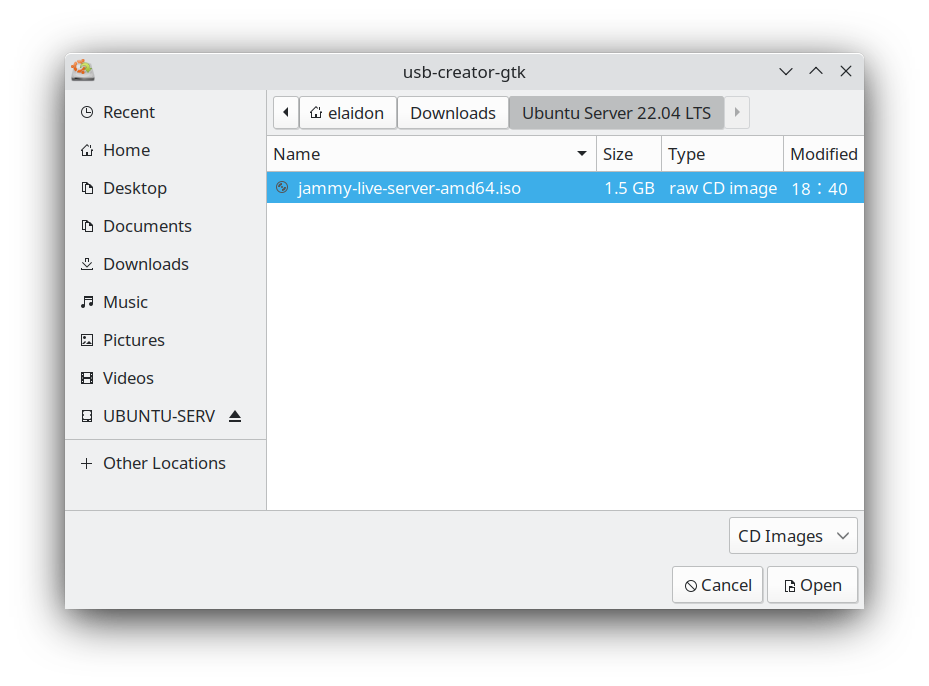 usb-creator-gtk
Recent
Home
Desktop
Documents
Downloads
Music
Pictures
Videos
UBUNTU-SERV
Other Locations
elaidon Downloads Ubuntu Server 22.04 LTS
Name Size Type Modified
jammy-live-server-amd64.iso 1.5 GB raw CD image 18：40
CD Images
Cancel Open